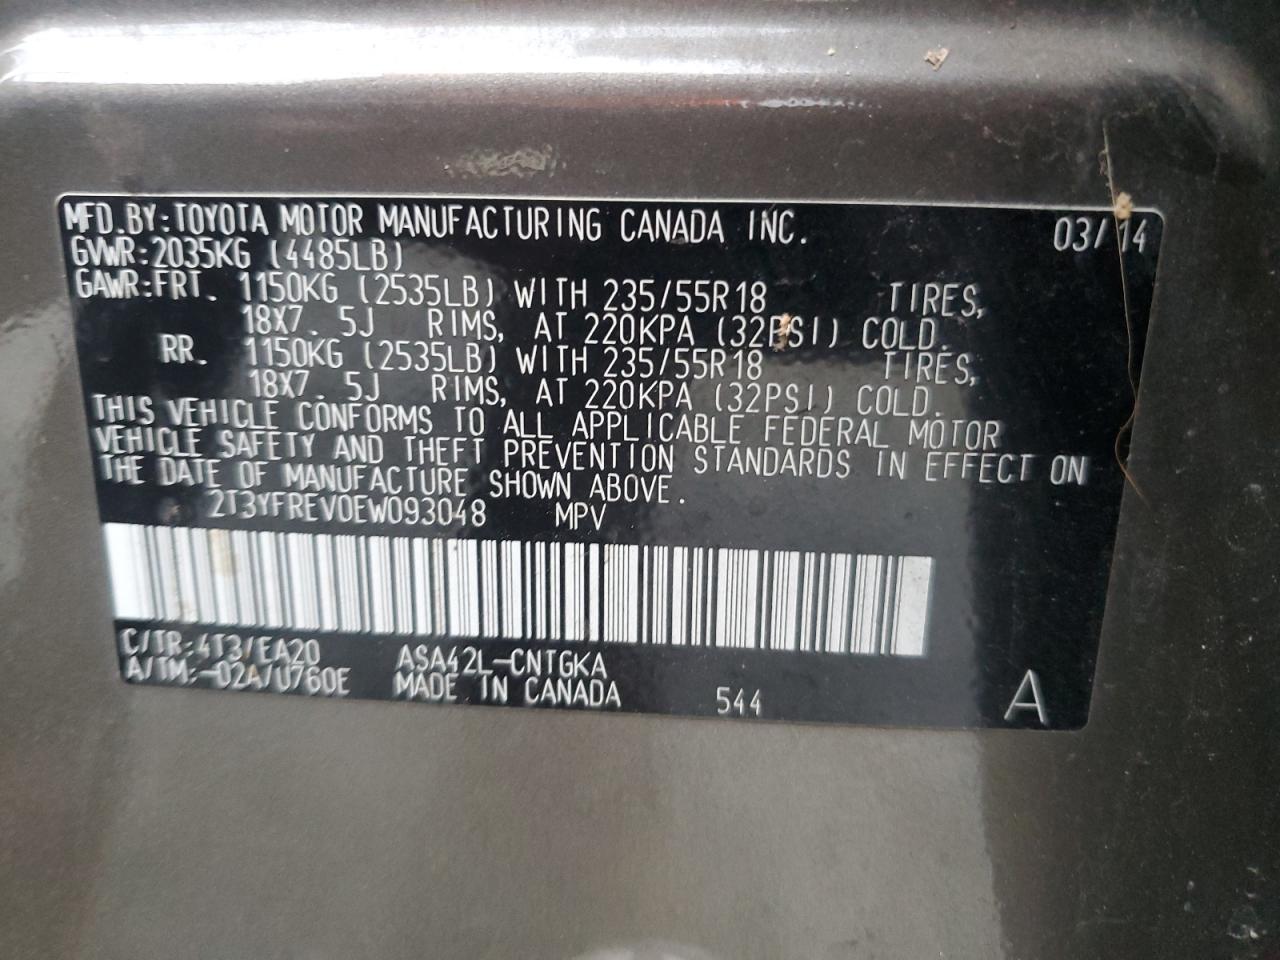 MFD.BY:TOYOTA MOTOR MANUFACTURING CANADA INC. 03/14
GVWR:2035KG (4485LB)
GAWR:FRT. 1150KG (2535LB) WITH 235/55R18 TIRES,
18X7.5J RIMS, AT 220KPA (32PSI) COLD.
RR. 1150KG (2535LB) WITH 235/55R18 TIRES,
18X7.5J RIMS, AT 220KPA (32PSI) COLD.
THIS VEHICLE CONFORMS TO ALL APPLICABLE FEDERAL MOTOR
VEHICLE SAFETY AND THEFT PREVENTION STANDARDS IN EFFECT ON
THE DATE OF MANUFACTURE SHOWN ABOVE.
2T3YFREV0EW093048 MPV
C/TR:4T3/EA20 ASA42L-CNTGKA
A/TM:-02A/U760E MADE IN CANADA 544 A